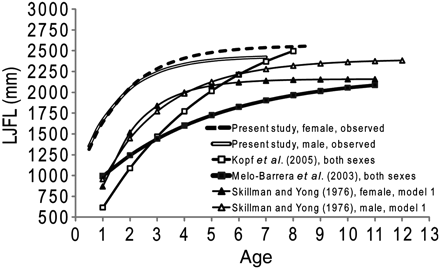 3000
2750
2500
2250
2000
1750
1500
1250
1000
750
500
LJFL (mm)
Present study, female, observed
Present study, male, observed
Kopf et al. (2005), both sexes
Melo-Barrera et al. (2003), both sexes
Skillman and Yong (1976), female, model 1
Skillman and Yong (1976), male, model 1
0 1 2 3 4 5 6 7 8 9 10 11 12 13
Age